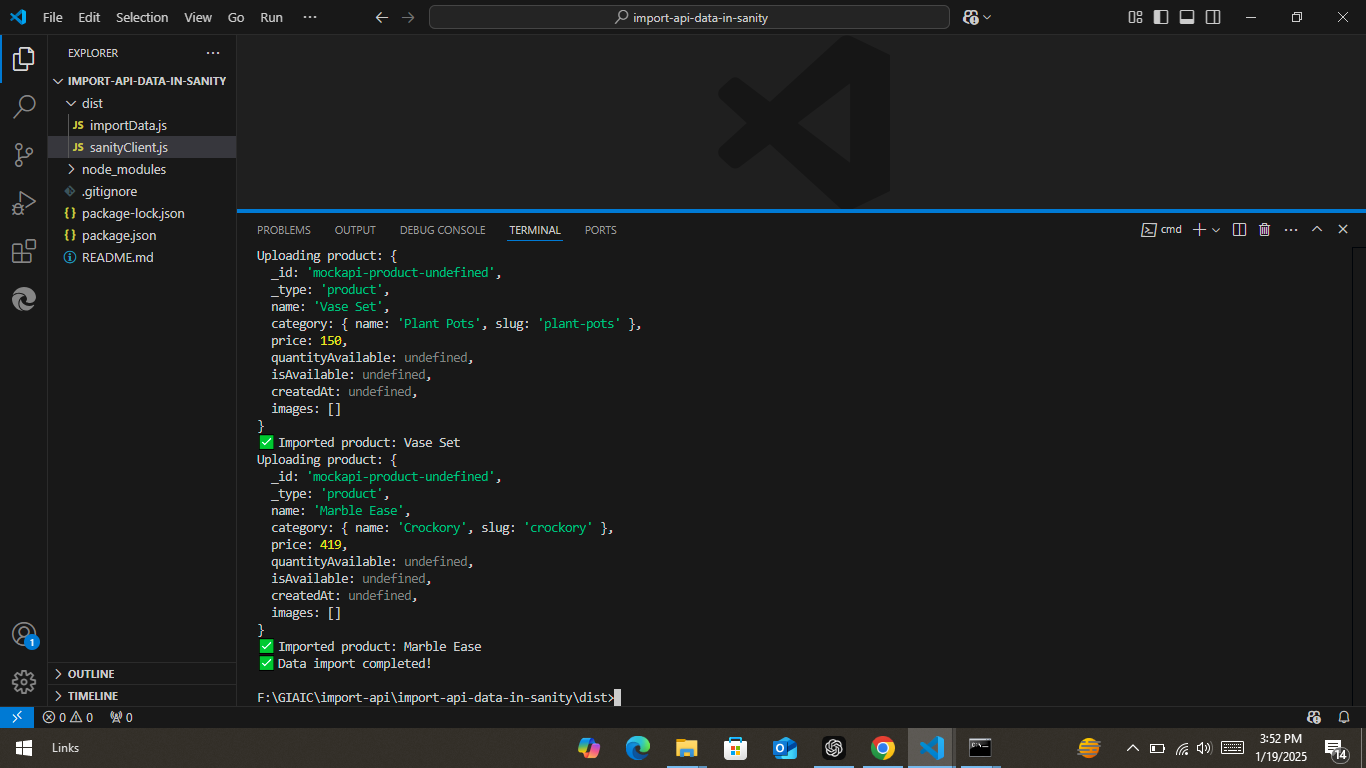 File Edit Selection View Go Run ···
import-api-data-in-sanity
EXPLORER
IMPORT-API-DATA-IN-SANITY
dist
JS importData.js
JS sanityClient.js
node_modules
.gitignore
{} package-lock.json
{} package.json
README.md
OUTLINE
TIMELINE
PROBLEMS OUTPUT DEBUG CONSOLE TERMINAL PORTS
cmd
Uploading product: {
_id: 'mockapi-product-undefined',
_type: 'product',
name: 'Vase Set',
category: { name: 'Plant Pots', slug: 'plant-pots' },
price: 150,
quantityAvailable: undefined,
isAvailable: undefined,
createdAt: undefined,
images: []
}
✅ Imported product: Vase Set
Uploading product: {
_id: 'mockapi-product-undefined',
_type: 'product',
name: 'Marble Ease',
category: { name: 'Crockory', slug: 'crockory' },
price: 419,
quantityAvailable: undefined,
isAvailable: undefined,
createdAt: undefined,
images: []
}
✅ Imported product: Marble Ease
✅ Data import completed!
F:\GIAIC\import-api\import-api-data-in-sanity\dist>
1
0 0 0
Links
3:52 PM
1/19/2025
14